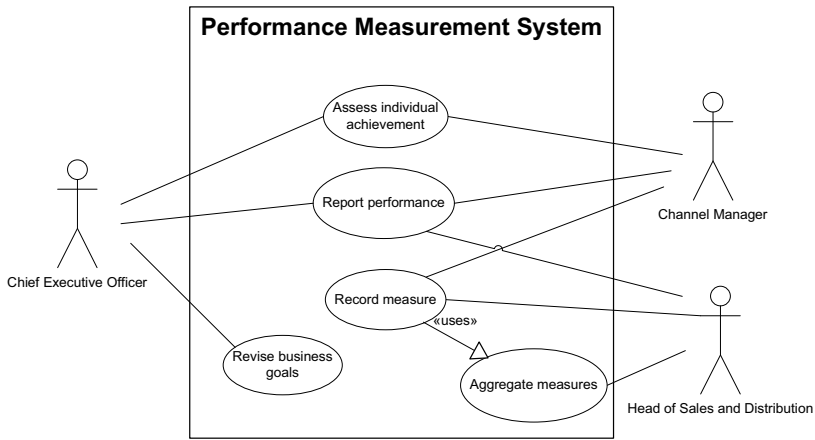 Performance Measurement System
Assess individual
achievement
Report performance
Channel Manager
Chief Executive Officer
Record measure
«uses»
Revise business
goals
Aggregate measures
Head of Sales and Distribution